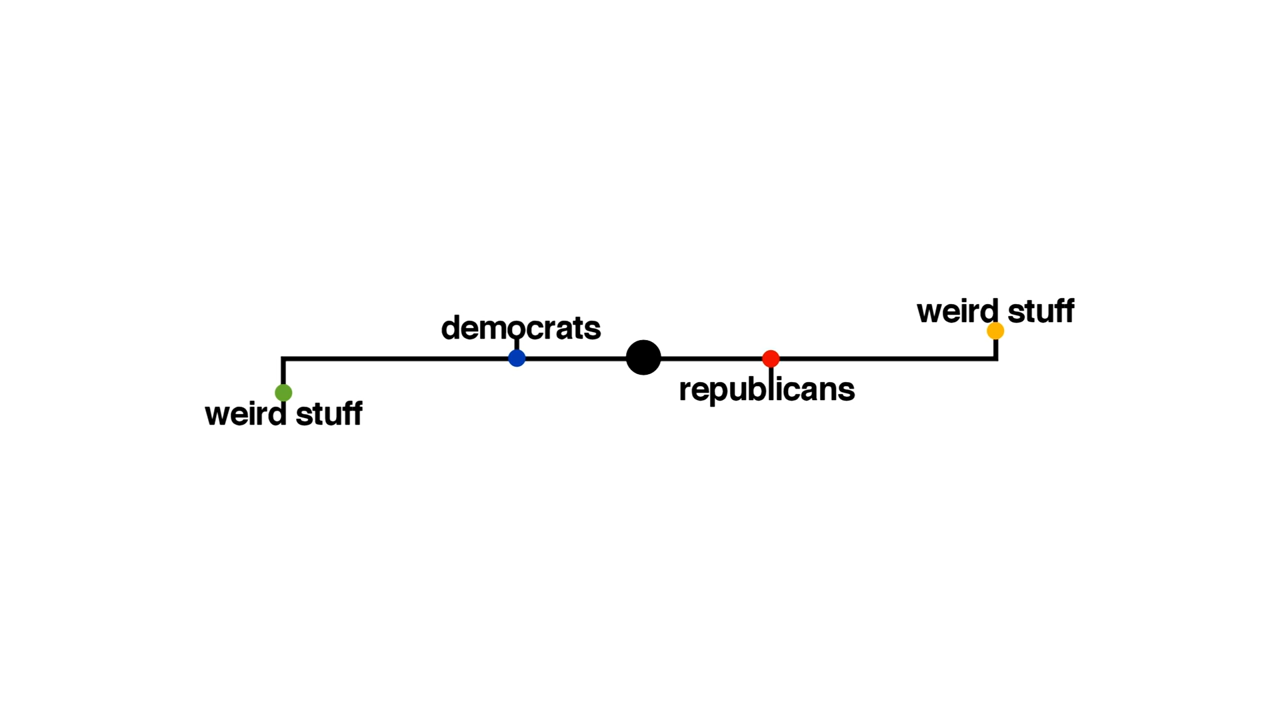 weird stuff
democrats
republicans
weird stuff